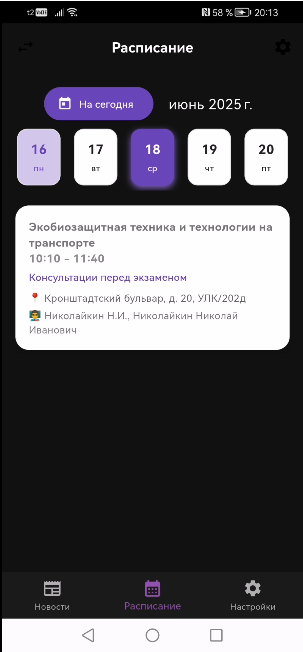 t2 58 % 20:13
Расписание
На сегодня июнь 2025 г.
16 17 18 19 20
пн вт ср чт пт
Экобиозащитная техника и технологии на
транспорте
10:10 - 11:40
Консультации перед экзаменом
Кронштадтский бульвар, д. 20, УЛК/202д
Николайкин Н.И., Николайкин Николай
Иванович
Новости Расписание Настройки